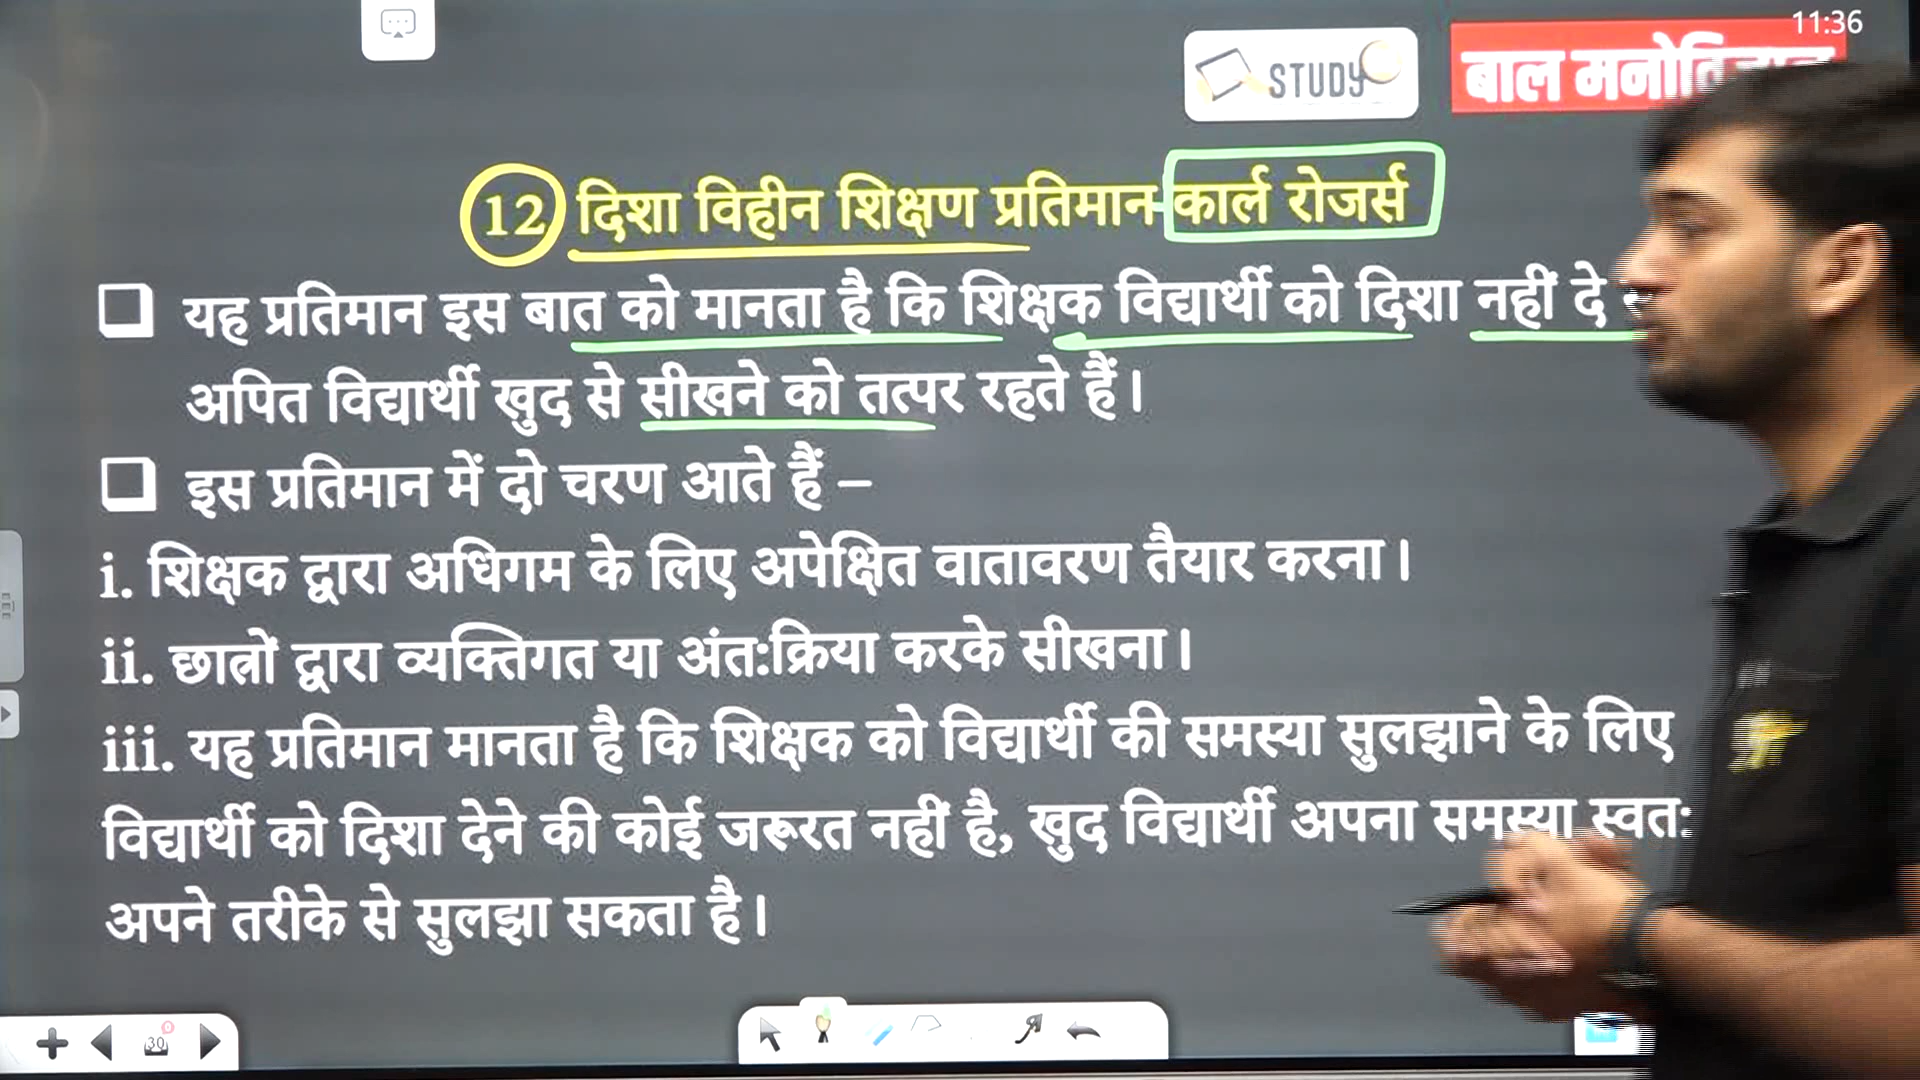 11:36
STUDY
बाल
12 दिशा विहीन शिक्षण प्रतिमान-कार्ल रोजर्स
यह प्रतिमान इस बात को मानता है कि शिक्षक विद्यार्थी को दिशा नहीं दे
अपित विद्यार्थी खुद से सीखने को तत्पर रहते हैं।
इस प्रतिमान में दो चरण आते हैं –
i. शिक्षक द्वारा अधिगम के लिए अपेक्षित वातावरण तैयार करना।
ii. छात्रों द्वारा व्यक्तिगत या अंत:क्रिया करके सीखना।
iii. यह प्रतिमान मानता है कि शिक्षक को विद्यार्थी की समस्या सुलझाने के लिए
विद्यार्थी को दिशा देने की कोई जरूरत नहीं है, खुद विद्यार्थी अपना समस्या स्वत:
अपने तरीके से सुलझा सकता है।
30